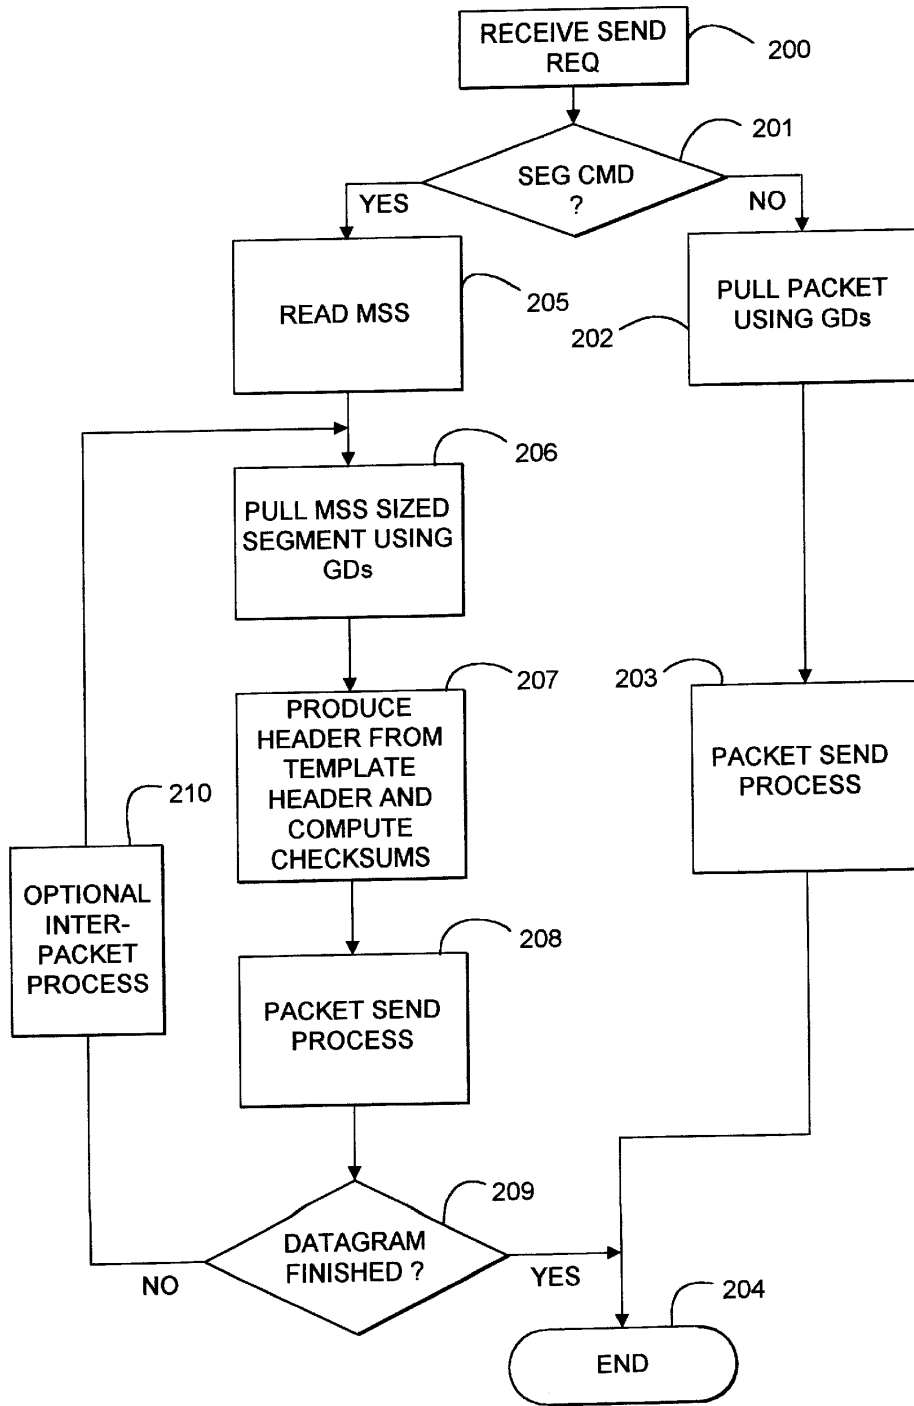 RECEIVE SEND
REQ
200
201
SEG CMD
?
YES
NO
READ MSS
205
PULL PACKET
USING GDs
202
206
PULL MSS SIZED
SEGMENT USING
GDs
207
PRODUCE
HEADER FROM
TEMPLATE
HEADER AND
COMPUTE
CHECKSUMS
203
PACKET SEND
PROCESS
210
OPTIONAL
INTER-
PACKET
PROCESS
208
PACKET SEND
PROCESS
209
DATAGRAM
FINISHED ?
NO
YES
204
END